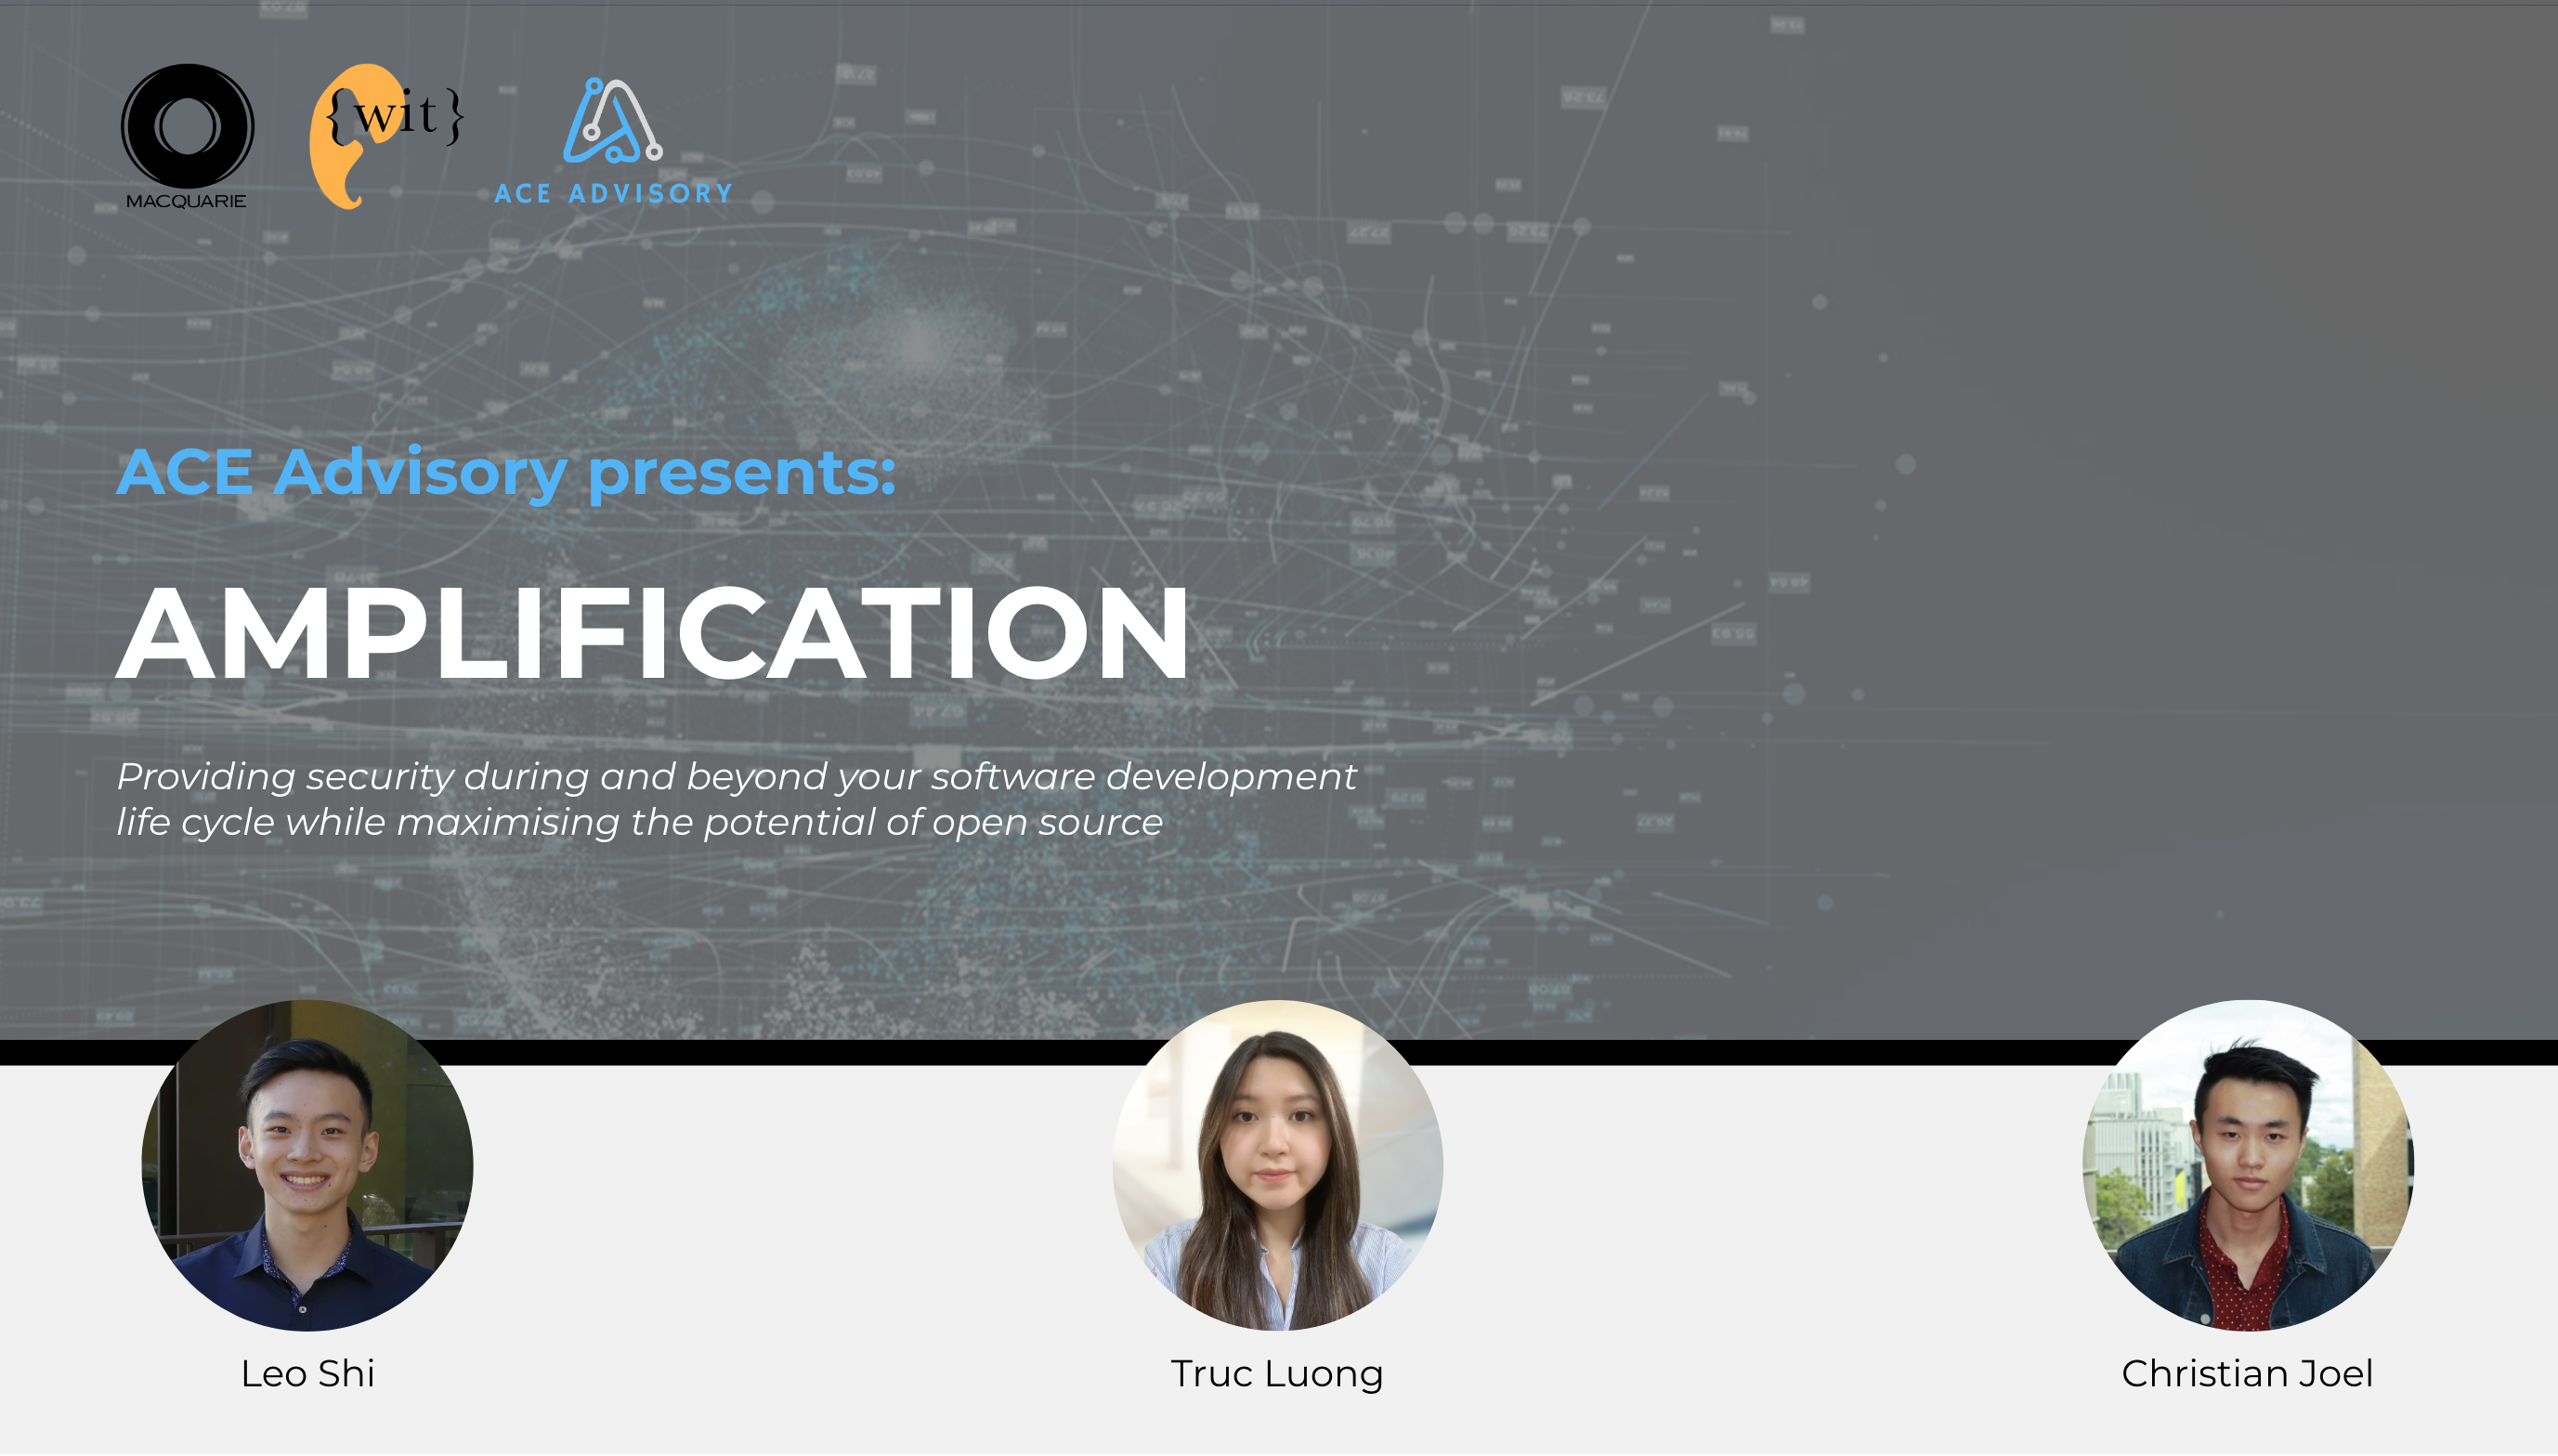 MACQUARIE
{wit}
ACE ADVISORY
ACE Advisory presents:
AMPLIFICATION
Providing security during and beyond your software development
life cycle while maximising the potential of open source
Leo Shi
Truc Luong
Christian Joel